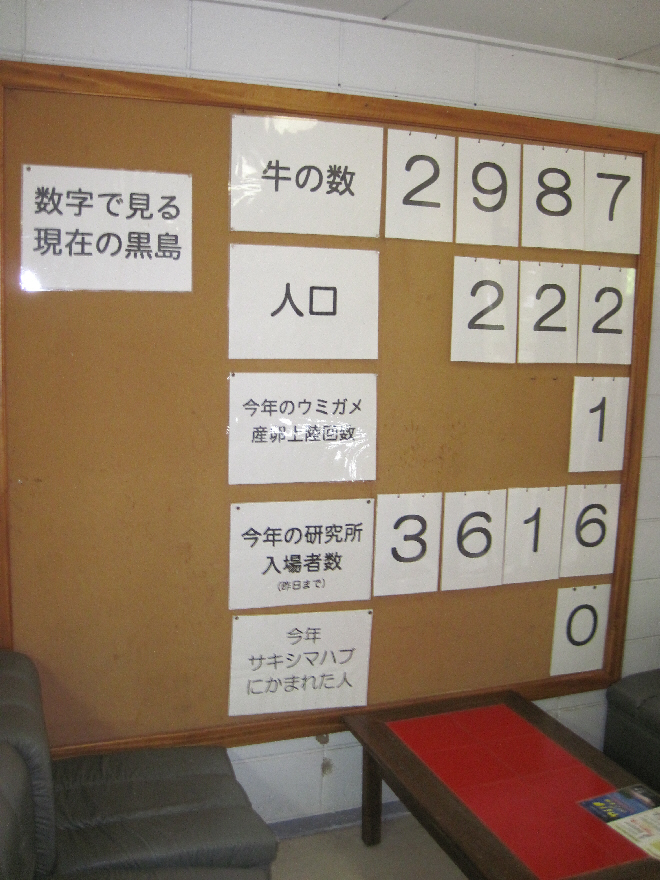 数字で見る
現在の黒島
牛の数 2987
人口 222
今年のウミガメ
産卵上陸回数 1
今年の研究所
入場者数 3616
(昨日まで)
今年
サキシマハブ
にかまれた人 0